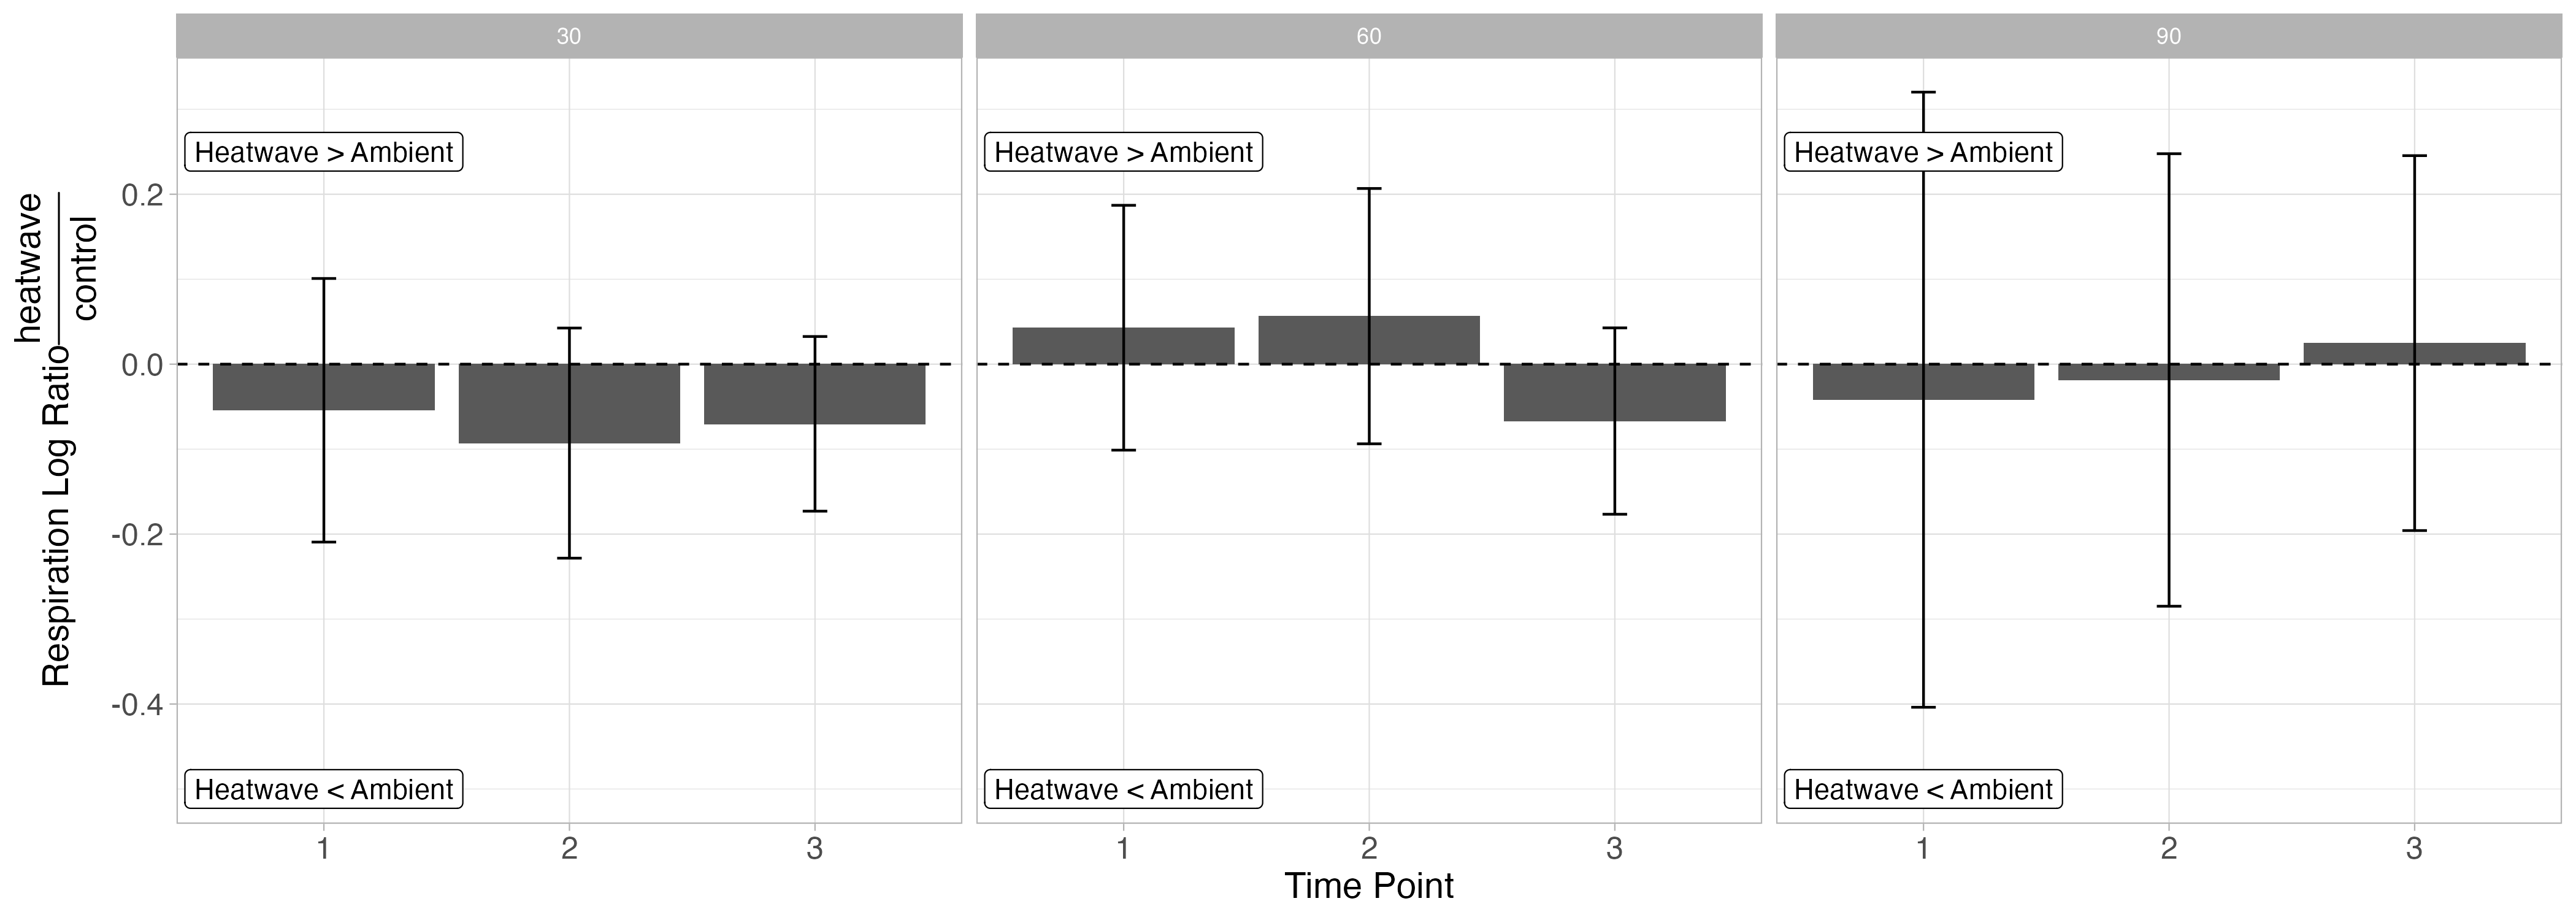 30
60
90
Heatwave > Ambient
Heatwave > Ambient
Heatwave > Ambient
Respiration Log Ratio
heatwave
control
0.2
0.0
-0.2
-0.4
Heatwave < Ambient
Heatwave < Ambient
Heatwave < Ambient
1 2 3
1 2 3
1 2 3
Time Point